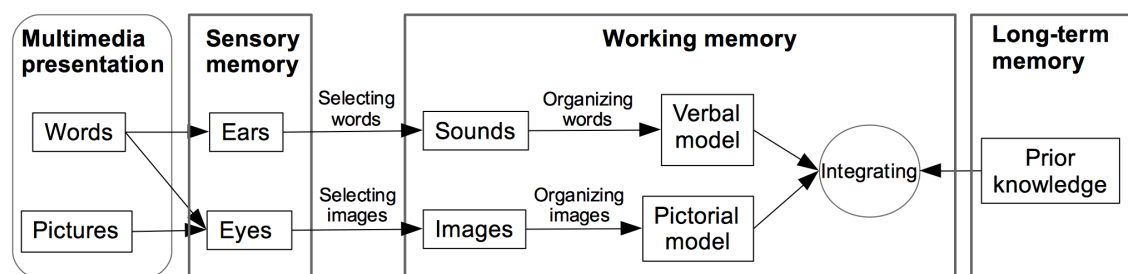 Multimedia
presentation
Sensory
memory
Working memory
Long-term
memory
Words
Pictures
Ears
Eyes
Selecting
words
Selecting
images
Sounds
Images
Organizing
words
Organizing
images
Verbal
model
Pictorial
model
Integrating
Prior
knowledge